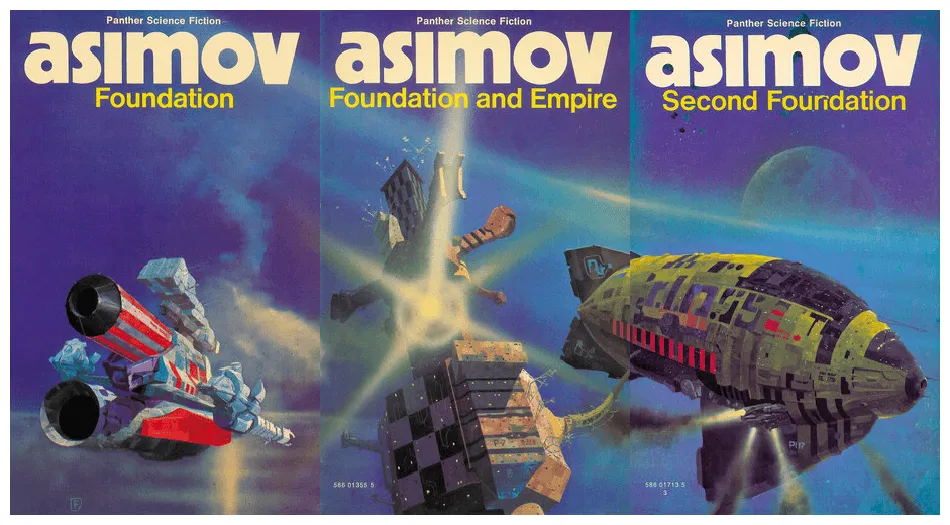 Panther Science Fiction
asimov
Foundation
Panther Science Fiction
asimov
Foundation and Empire
586 01355 5
Panther Science Fiction
asimov
Second Foundation
586 01713 5
3